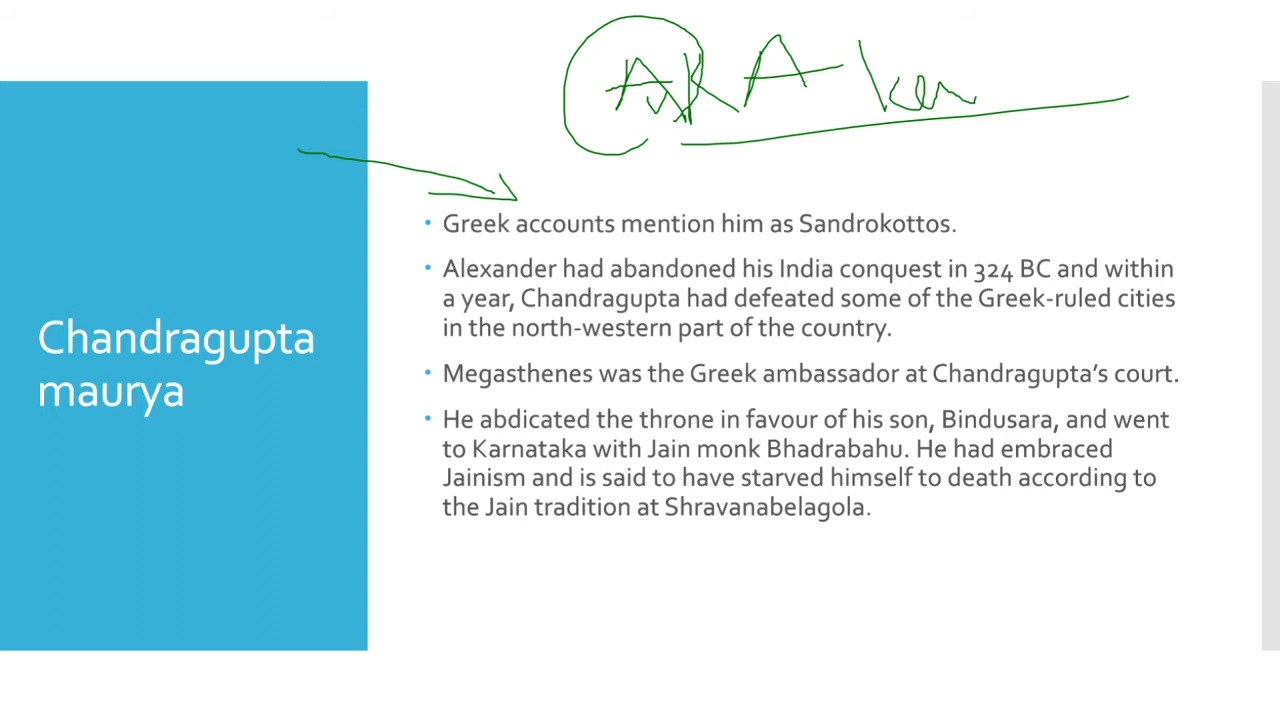 Chandragupta
maurya
• Greek accounts mention him as Sandrokottos.
• Alexander had abandoned his India conquest in 324 BC and within
a year, Chandragupta had defeated some of the Greek-ruled cities
in the north-western part of the country.
• Megasthenes was the Greek ambassador at Chandragupta’s court.
• He abdicated the throne in favour of his son, Bindusara, and went
to Karnataka with Jain monk Bhadrabahu. He had embraced
Jainism and is said to have starved himself to death according to
the Jain tradition at Shravanabelagola.